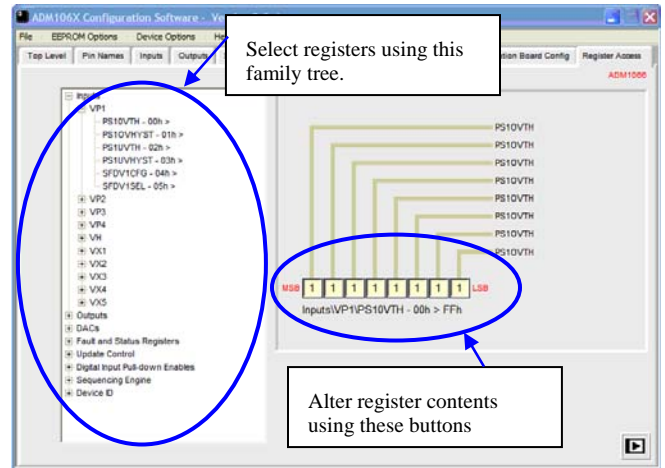 ADM106X Configuration Software - Ve
File EEPROM Options Device Options He
Top Level Pin Names Inputs Outputs
tion Board Config Register Access
Select registers using this
family tree.
ADM1066
Inputs
VP1
PS1OVTH - 00h >
PS1OVHYST - 01h >
PS1UVTH - 02h >
PS1UVHYST - 03h >
SFDV1CFG - 04h >
SFDV1SEL - 05h >
VP2
VP3
VP4
VH
VX1
VX2
VX3
VX4
VX5
Outputs
DACs
Fault and Status Registers
Update Control
Digital Input Pull-down Enables
Sequencing Engine
Device ID
PS1OVTH
PS1OVTH
PS1OVTH
PS1OVTH
PS1OVTH
PS1OVTH
PS1OVTH
PS1OVTH
MSB 1 1 1 1 1 1 1 1 LSB
Inputs\VP1\PS1OVTH - 00h > FFh
Alter register contents
using these buttons